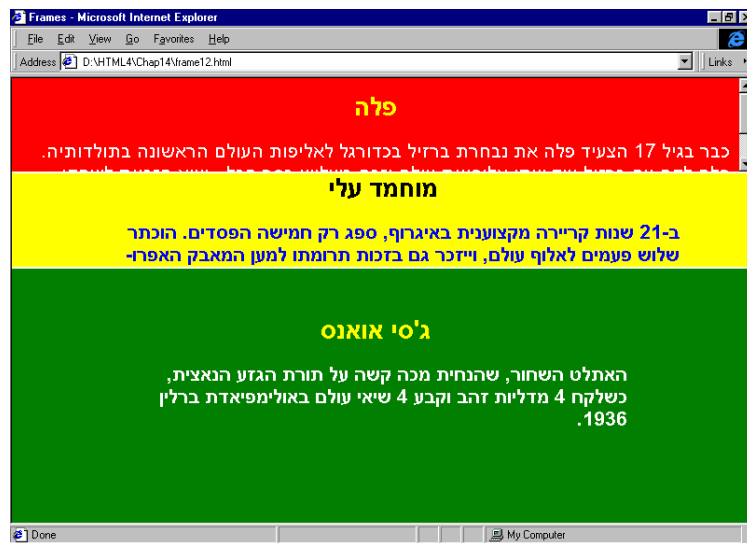 Frames - Microsoft Internet Explorer
File Edit View Go Favorites Help
Address D:\HTML4\Chap14\frame12.html Links
פלה
כבר בגיל 17 הצעיד פלה את נבחרת ברזיל בכדורגל לאליפות העולם הראשונה בתולדותיה.
מוחמד עלי
ב-21 שנות קריירה מקצוענית באיגרוף, ספג רק חמישה הפסדים. הוכתר
שלוש פעמים לאלוף עולם, וייזכר גם בזכות תרומתו למען המאבק האפרו-
ג'סי אואנס
האתלט השחור, שהנחית מכה קשה על תורת הגזע הנאצית,
כשלקח 4 מדליות זהב וקבע 4 שיאי עולם באולימפיאדת ברלין
1936.
Done My Computer